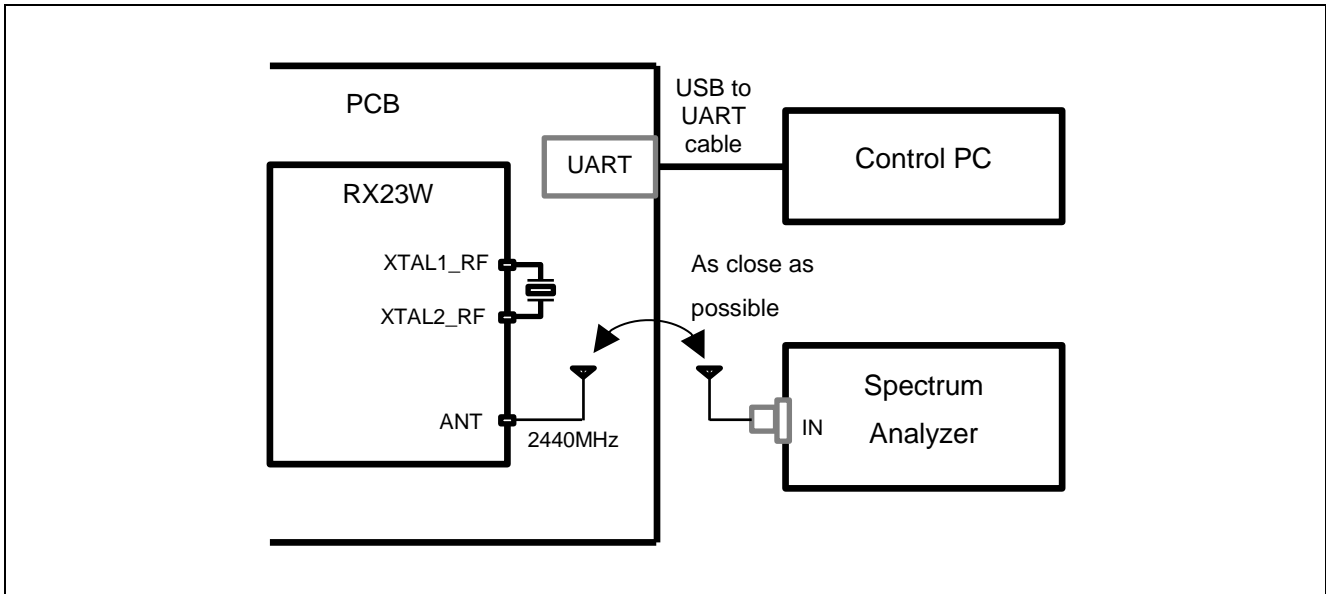 PCB
USB to
UART
cable
UART
Control PC
RX23W
XTAL1_RF
As close as
possible
XTAL2_RF
Spectrum
Analyzer
ANT
2440MHz
IN